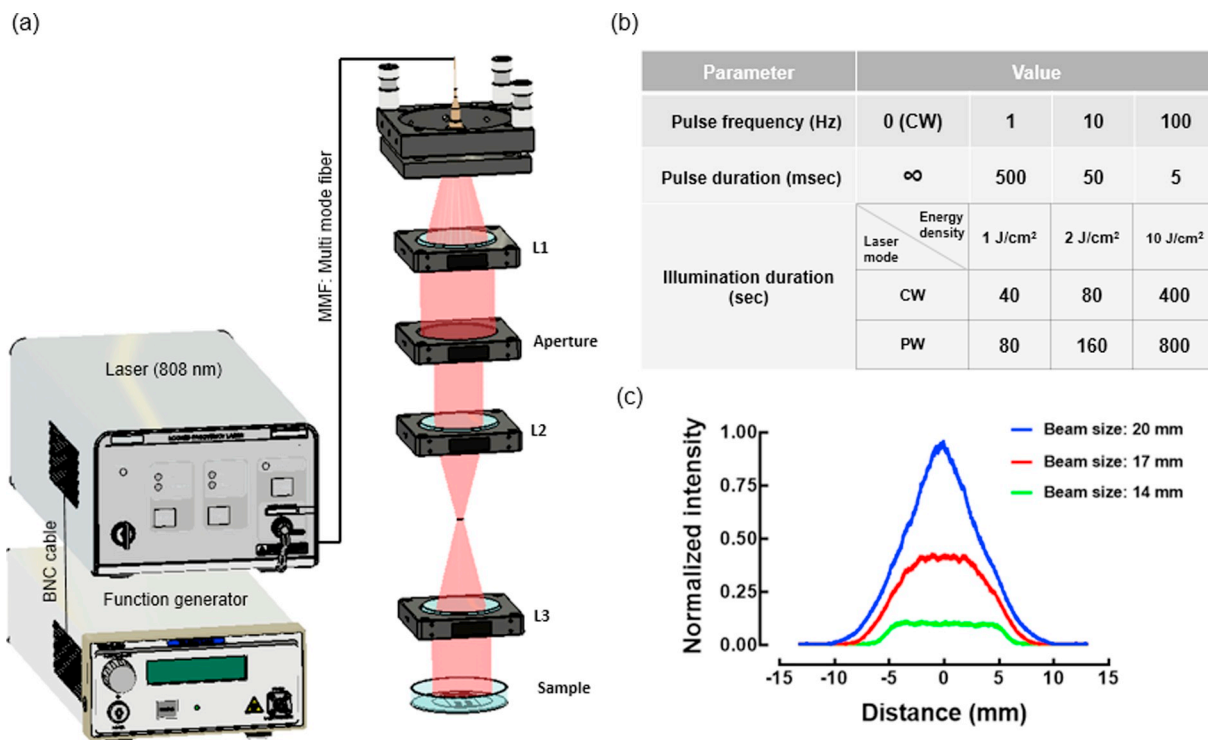 (a)
MMF: Multi mode fiber
L1
Aperture
L2
L3
Sample
Laser (808 nm)
BNC cable
Function generator
(b)
Parameter Value
Pulse frequency (Hz) 0 (CW) 1 10 100
Pulse duration (msec) ∞ 500 50 5
Illumination duration
(sec)
Energy
density
Laser
mode
1 J/cm² 2 J/cm² 10 J/cm²
CW 40 80 400
PW 80 160 800
(c)
Normalized intensity
1.00
0.75
0.50
0.25
0.00
-15 -10 -5 0 5 10 15
Distance (mm)
Beam size: 20 mm
Beam size: 17 mm
Beam size: 14 mm